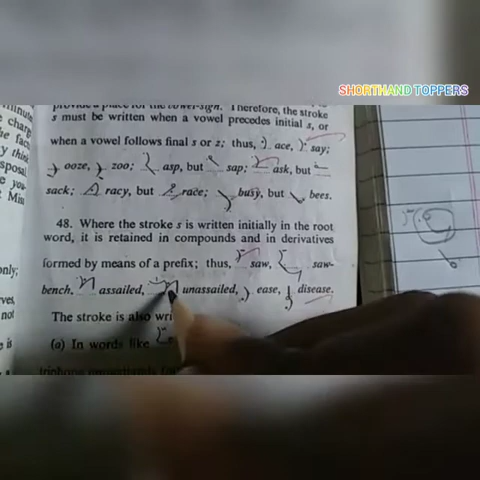 SHORTHAND TOPPERS
Therefore, the stroke
s must be written when a vowel precedes initial s, or
when a vowel follows final s or z; thus, ace, say;
ooze, zoo; asp, but sap; ask, but
sack; racy, but race; busy, but bees.
48. Where the stroke s is written initially in the root
word, it is retained in compounds and in derivatives
formed by means of a prefix; thus, saw, saw-
bench, assailed, unassailed, ease, disease.
The stroke is also
(a) In words like